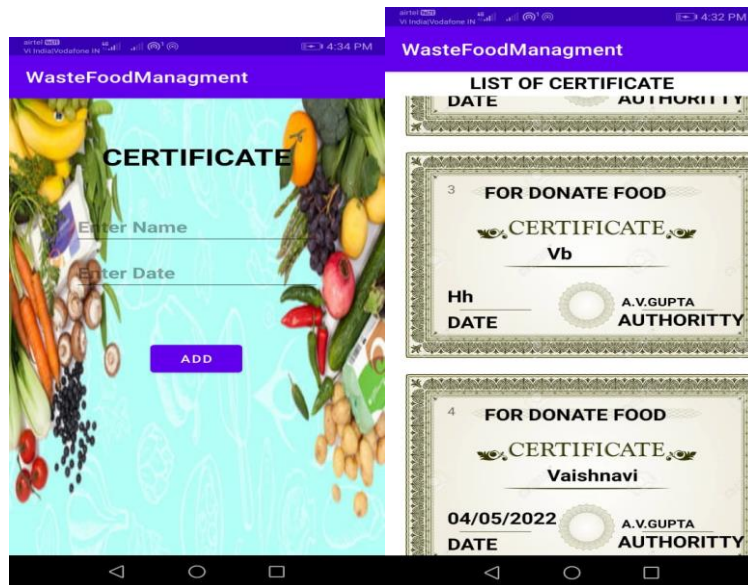 airtel VoLTE
Vi India|Vodafone IN 4G 4:34 PM
WasteFoodManagment
CERTIFICATE
Enter Name
Enter Date
ADD
Vi India|Vodafone IN 4:32 PM
WasteFoodManagment
LIST OF CERTIFICATE
DATE AUTHORITTY
3 FOR DONATE FOOD
CERTIFICATE
Vb
Hh A.V.GUPTA
DATE AUTHORITTY
4 FOR DONATE FOOD
CERTIFICATE
Vaishnavi
04/05/2022 A.V.GUPTA
DATE AUTHORITTY